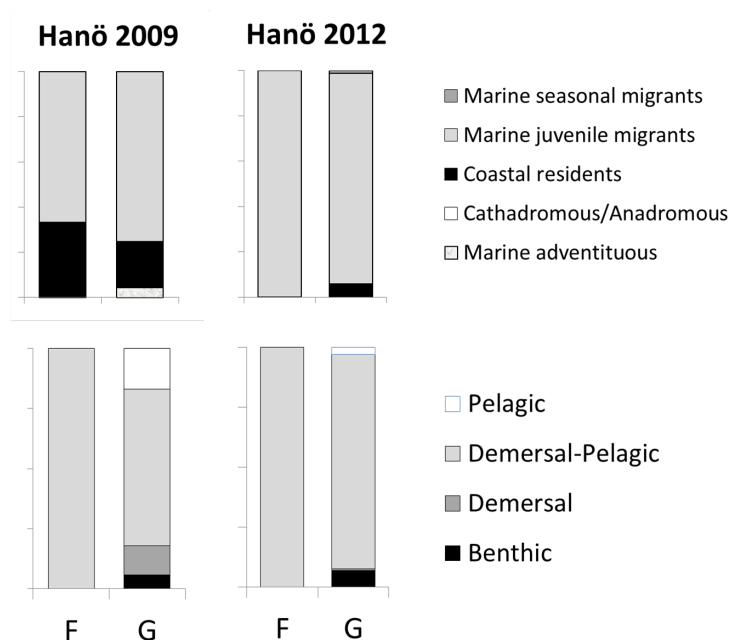 Hanö 2009
Hanö 2012
Marine seasonal migrants
Marine juvenile migrants
Coastal residents
Cathadromous/Anadromous
Marine adventituous
Pelagic
Demersal-Pelagic
Demersal
Benthic
F G
F G